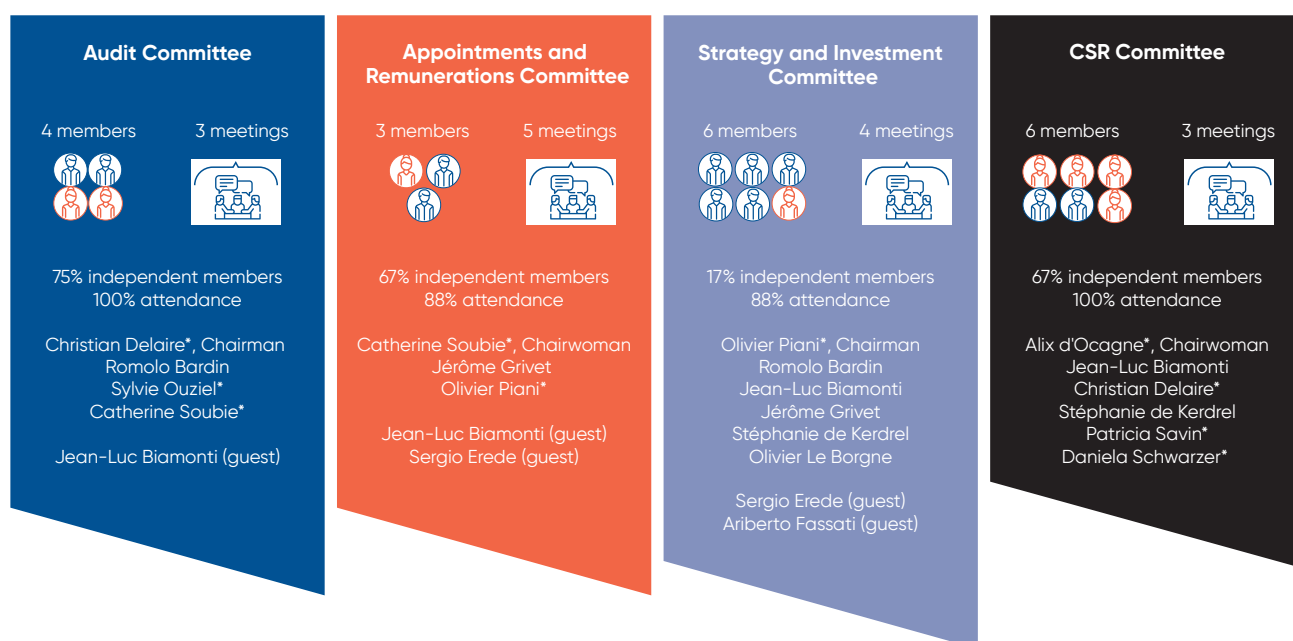 Audit Committee
4 members
3 meetings
75% independent members
100% attendance
Christian Delaire*, Chairman
Romolo Bardin
Sylvie Ouziel*
Catherine Soubie*
Jean-Luc Biamonti (guest)
Appointments and
Remunerations Committee
3 members
5 meetings
67% independent members
88% attendance
Catherine Soubie*, Chairwoman
Jérôme Grivet
Olivier Piani*
Jean-Luc Biamonti (guest)
Sergio Erede (guest)
Strategy and Investment
Committee
6 members
4 meetings
17% independent members
88% attendance
Olivier Piani*, Chairman
Romolo Bardin
Jean-Luc Biamonti
Jérôme Grivet
Stéphanie de Kerdrel
Olivier Le Borgne
Sergio Erede (guest)
Ariberto Fassati (guest)
CSR Committee
6 members
3 meetings
67% independent members
100% attendance
Alix d'Ocagne*, Chairwoman
Jean-Luc Biamonti
Christian Delaire*
Stéphanie de Kerdrel
Patricia Savin*
Daniela Schwarzer*